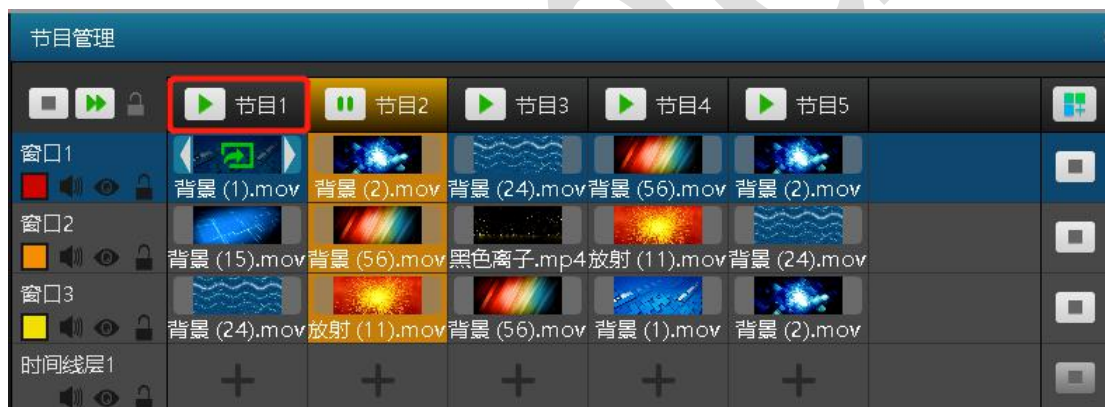 节目管理
节目1 节目2 节目3 节目4 节目5
窗口1
背景 (1).mov 背景 (2).mov 背景 (24).mov 背景 (56).mov 背景 (2).mov
窗口2
背景 (15).mov 背景 (56).mov 黑色离子.mp4 放射 (11).mov 背景 (24).mov
窗口3
背景 (24).mov 放射 (11).mov 背景 (56).mov 背景 (1).mov 背景 (2).mov
时间线层1